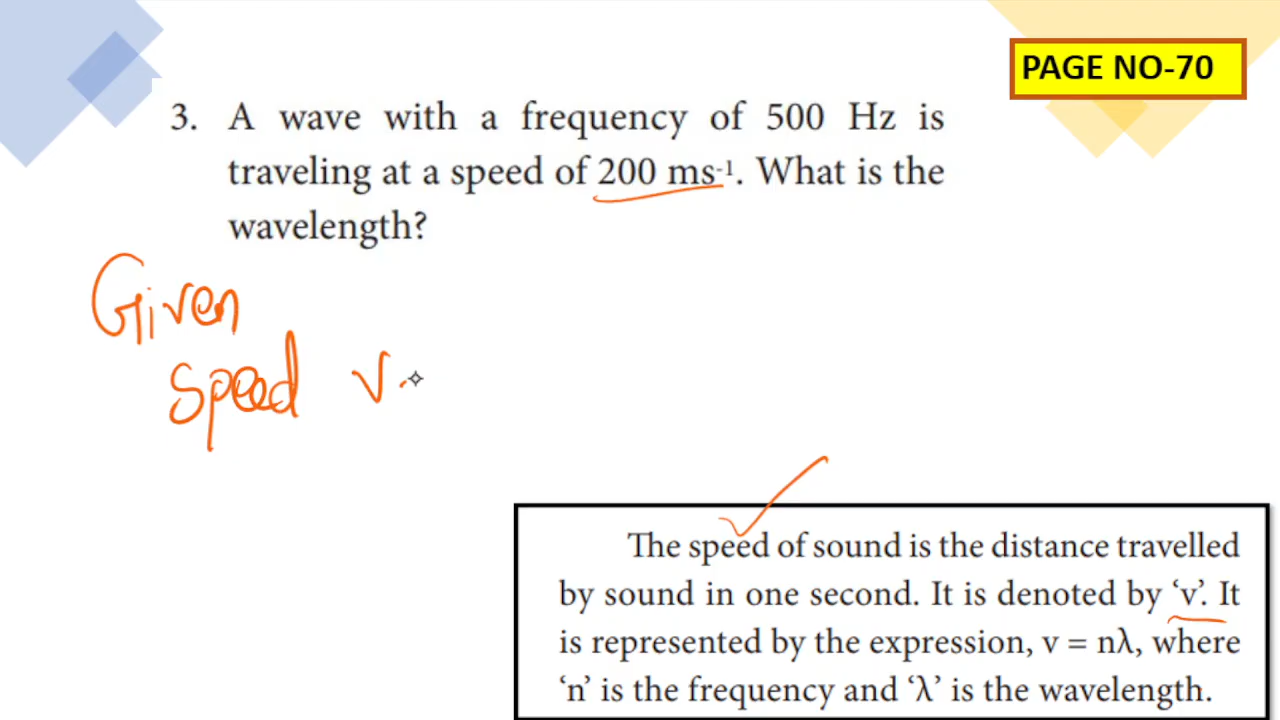 PAGE NO-70
3. A wave with a frequency of 500 Hz is
traveling at a speed of 200 ms⁻¹. What is the
wavelength?
Given
Speed v
The speed of sound is the distance travelled
by sound in one second. It is denoted by ‘v’. It
is represented by the expression, v = nλ, where
‘n’ is the frequency and ‘λ’ is the wavelength.